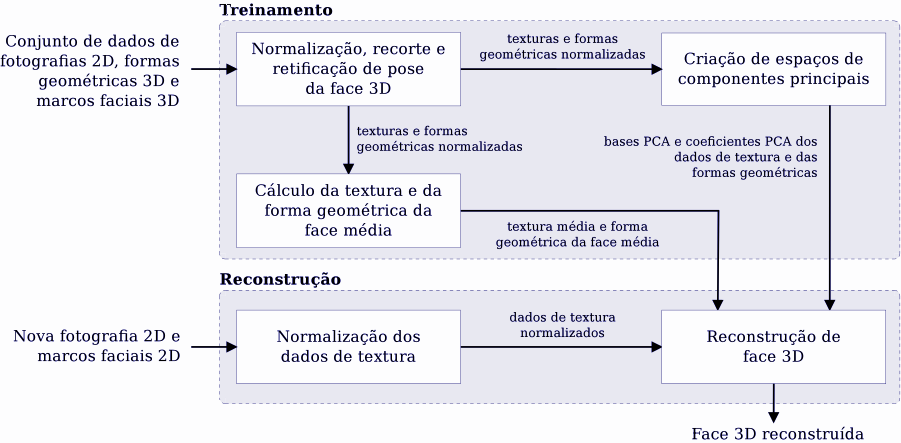 Treinamento
Conjunto de dados de
fotografias 2D, formas
geométricas 3D e
marcos faciais 3D
Normalização, recorte e
retificação de pose
da face 3D
texturas e formas
geométricas normalizadas
Criação de espaços de
componentes principais
texturas e formas
geométricas normalizadas
bases PCA e coeficientes PCA dos
dados de textura e das
formas geométricas
Cálculo da textura e da
forma geométrica da
face média
textura média e forma
geométrica da face média
Reconstrução
Nova fotografia 2D e
marcos faciais 2D
Normalização dos
dados de textura
dados de textura
normalizados
Reconstrução de
face 3D
Face 3D reconstruída